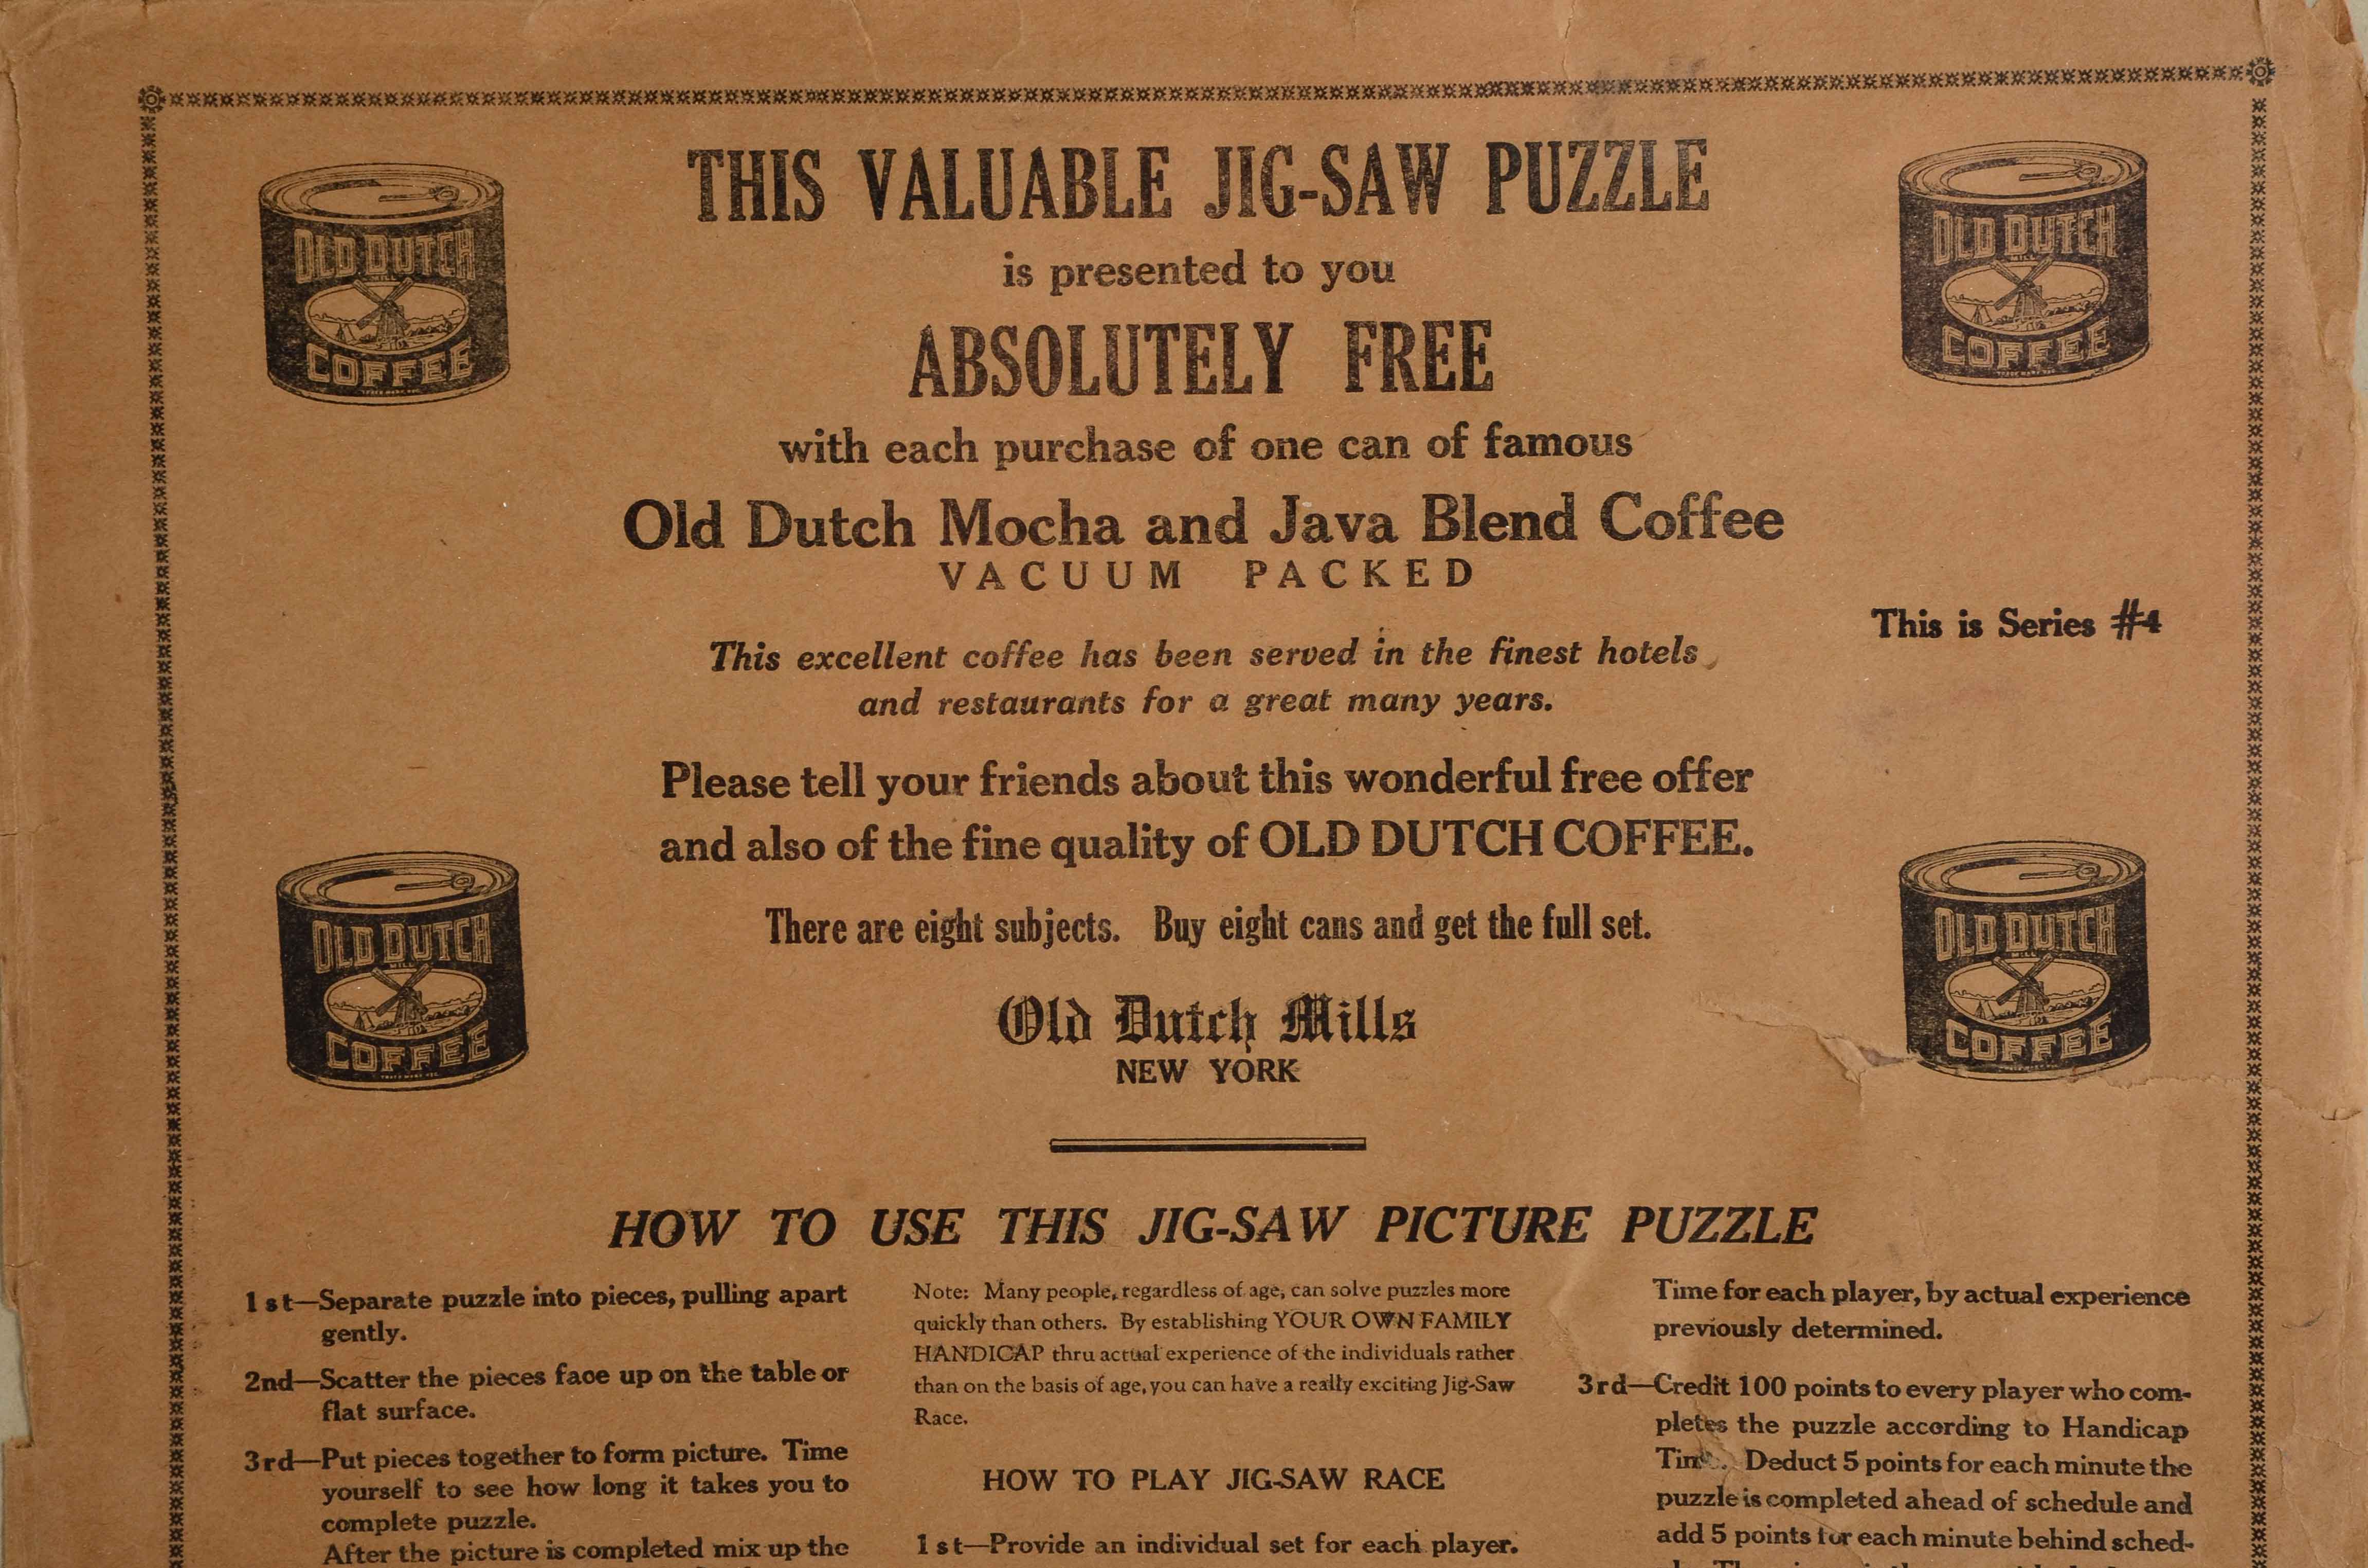 THIS VALUABLE JIG-SAW PUZZLE
is presented to you
ABSOLUTELY FREE
with each purchase of one can of famous
Old Dutch Mocha and Java Blend Coffee
VACUUM PACKED
This is Series #4
This excellent coffee has been served in the finest hotels
and restaurants for a great many years.
Please tell your friends about this wonderful free offer
and also of the fine quality of OLD DUTCH COFFEE.
There are eight subjects. Buy eight cans and get the full set.
Old Dutch Mills
NEW YORK
OLD DUTCH
MILL
COFFEE
OLD DUTCH
MILL
COFFEE
TRADE MARK REG.
OLD DUTCH
MILL
COFFEE
TRADE MARK REG.
OLD DUTCH
MILL
COFFEE
HOW TO USE THIS JIG-SAW PICTURE PUZZLE
1st—Separate puzzle into pieces, pulling apart
gently.
2nd—Scatter the pieces face up on the table or
flat surface.
3rd—Put pieces together to form picture. Time
yourself to see how long it takes you to
complete puzzle.
After the picture is completed mix up the
Note: Many people, regardless of age, can solve puzzles more
quickly than others. By establishing YOUR OWN FAMILY
HANDICAP thru actual experience of the individuals rather
than on the basis of age, you can have a really exciting Jig-Saw
Race.
HOW TO PLAY JIG-SAW RACE
1st—Provide an individual set for each player.
Time for each player, by actual experience
previously determined.
3rd—Credit 100 points to every player who com-
pletes the puzzle according to Handicap
Time. Deduct 5 points for each minute the
puzzle is completed ahead of schedule and
add 5 points for each minute behind sched-